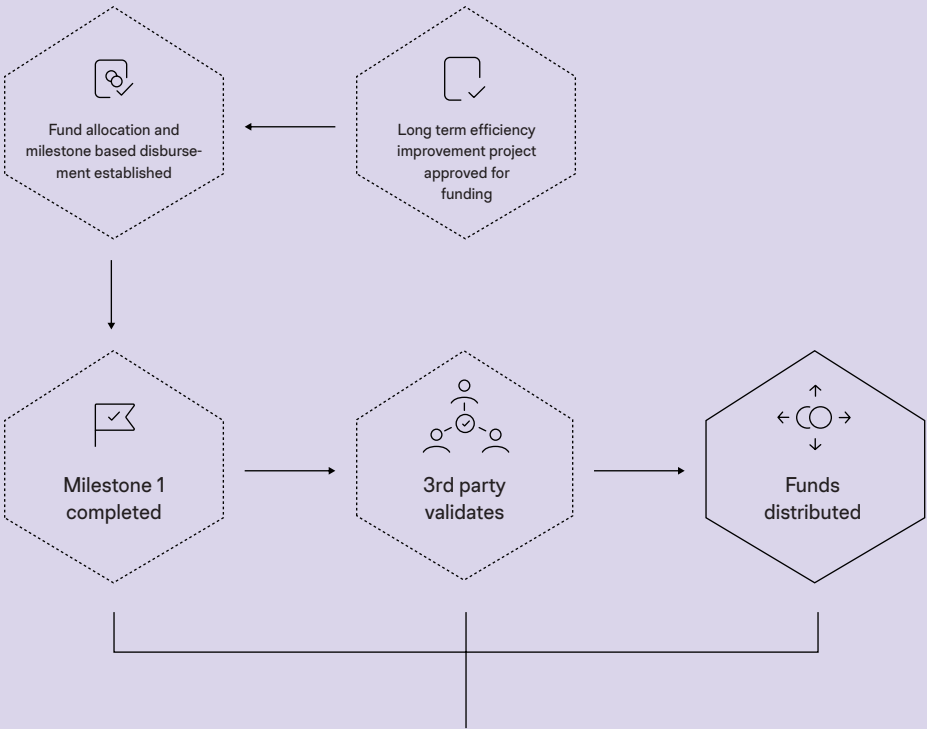 Fund allocation and
milestone based disburse-
ment established
Long term efficiency
improvement project
approved for
funding
Milestone 1
completed
3rd party
validates
Funds
distributed